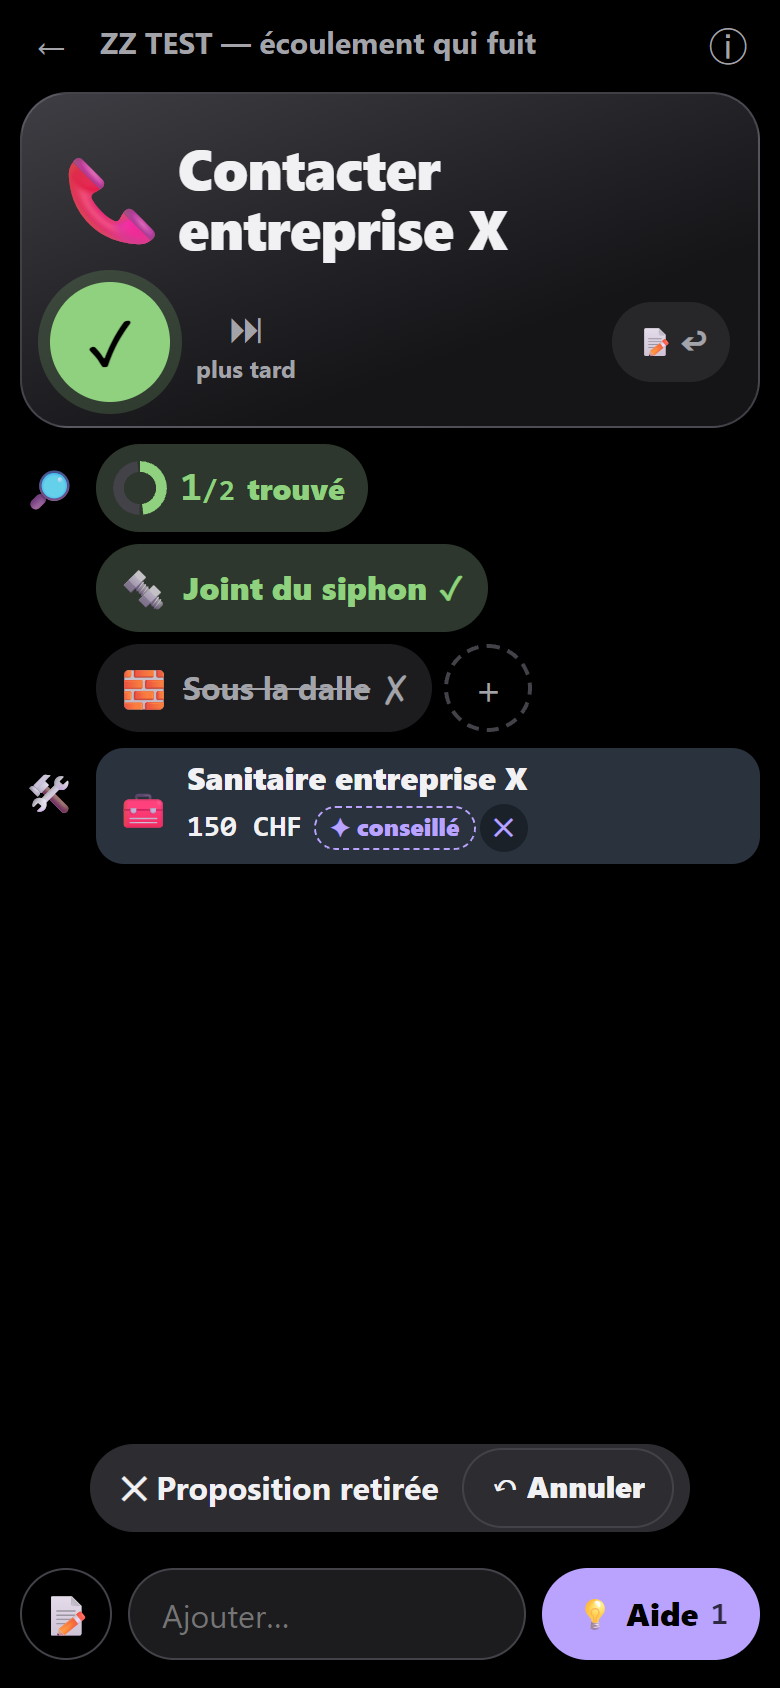 ← ZZ TEST — écoulement qui fuit ⓘ
Contacter
entreprise X
✓
plus tard
1/2 trouvé
Joint du siphon ✓
Sous la dalle ✗
+
Sanitaire entreprise X
150 CHF ✦ conseillé ×
× Proposition retirée ↶ Annuler
Ajouter...
Aide 1